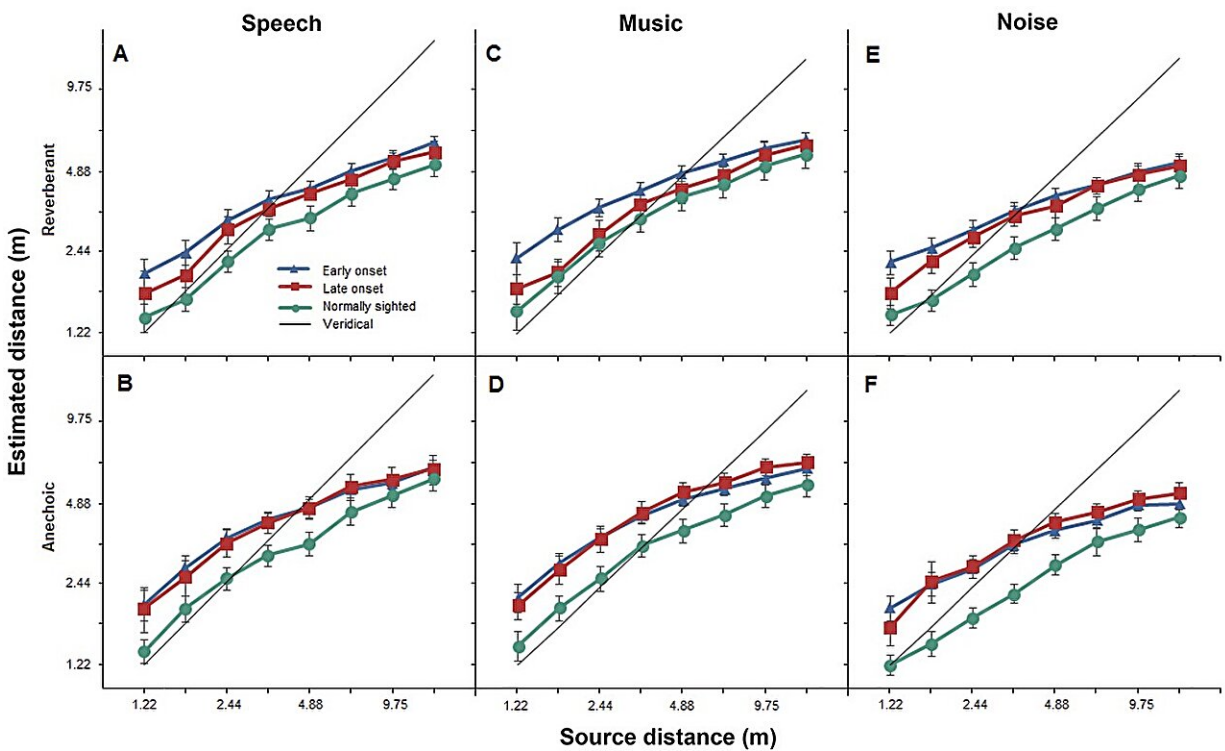 Speech
Music
Noise
A
C
E
9.75
4.88
2.44
1.22
Reverberant
Early onset
Late onset
Normally sighted
Veridical
Estimated distance (m)
B
D
F
9.75
4.88
2.44
1.22
Anechoic
1.22 2.44 4.88 9.75
1.22 2.44 4.88 9.75
1.22 2.44 4.88 9.75
Source distance (m)